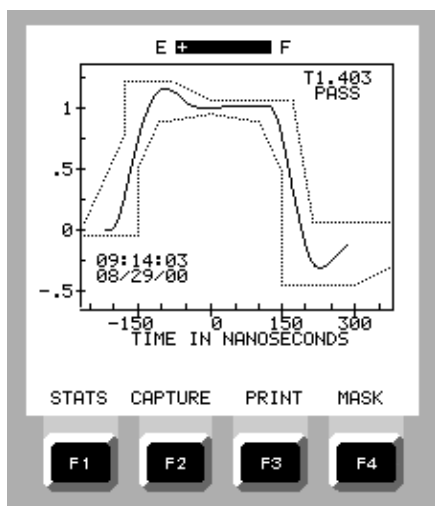 E + F
T1.403
PASS
1
.5
0
-.5
09:14:03
08/29/00
-150 0 150 300
TIME IN NANOSECONDS
STATS CAPTURE PRINT MASK
F1 F2 F3 F4